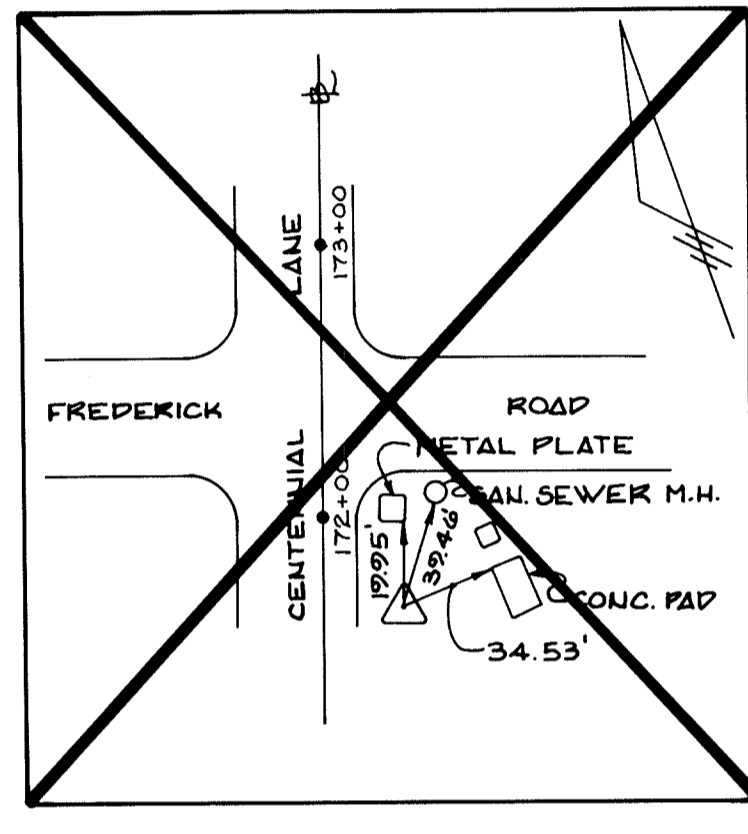 LANE
173+00
FREDERICK
ROAD
METAL PLATE
CENTENNIAL
172+00
SAN. SEWER M.H.
19.95'
39.46'
CONC. PAD
34.53'